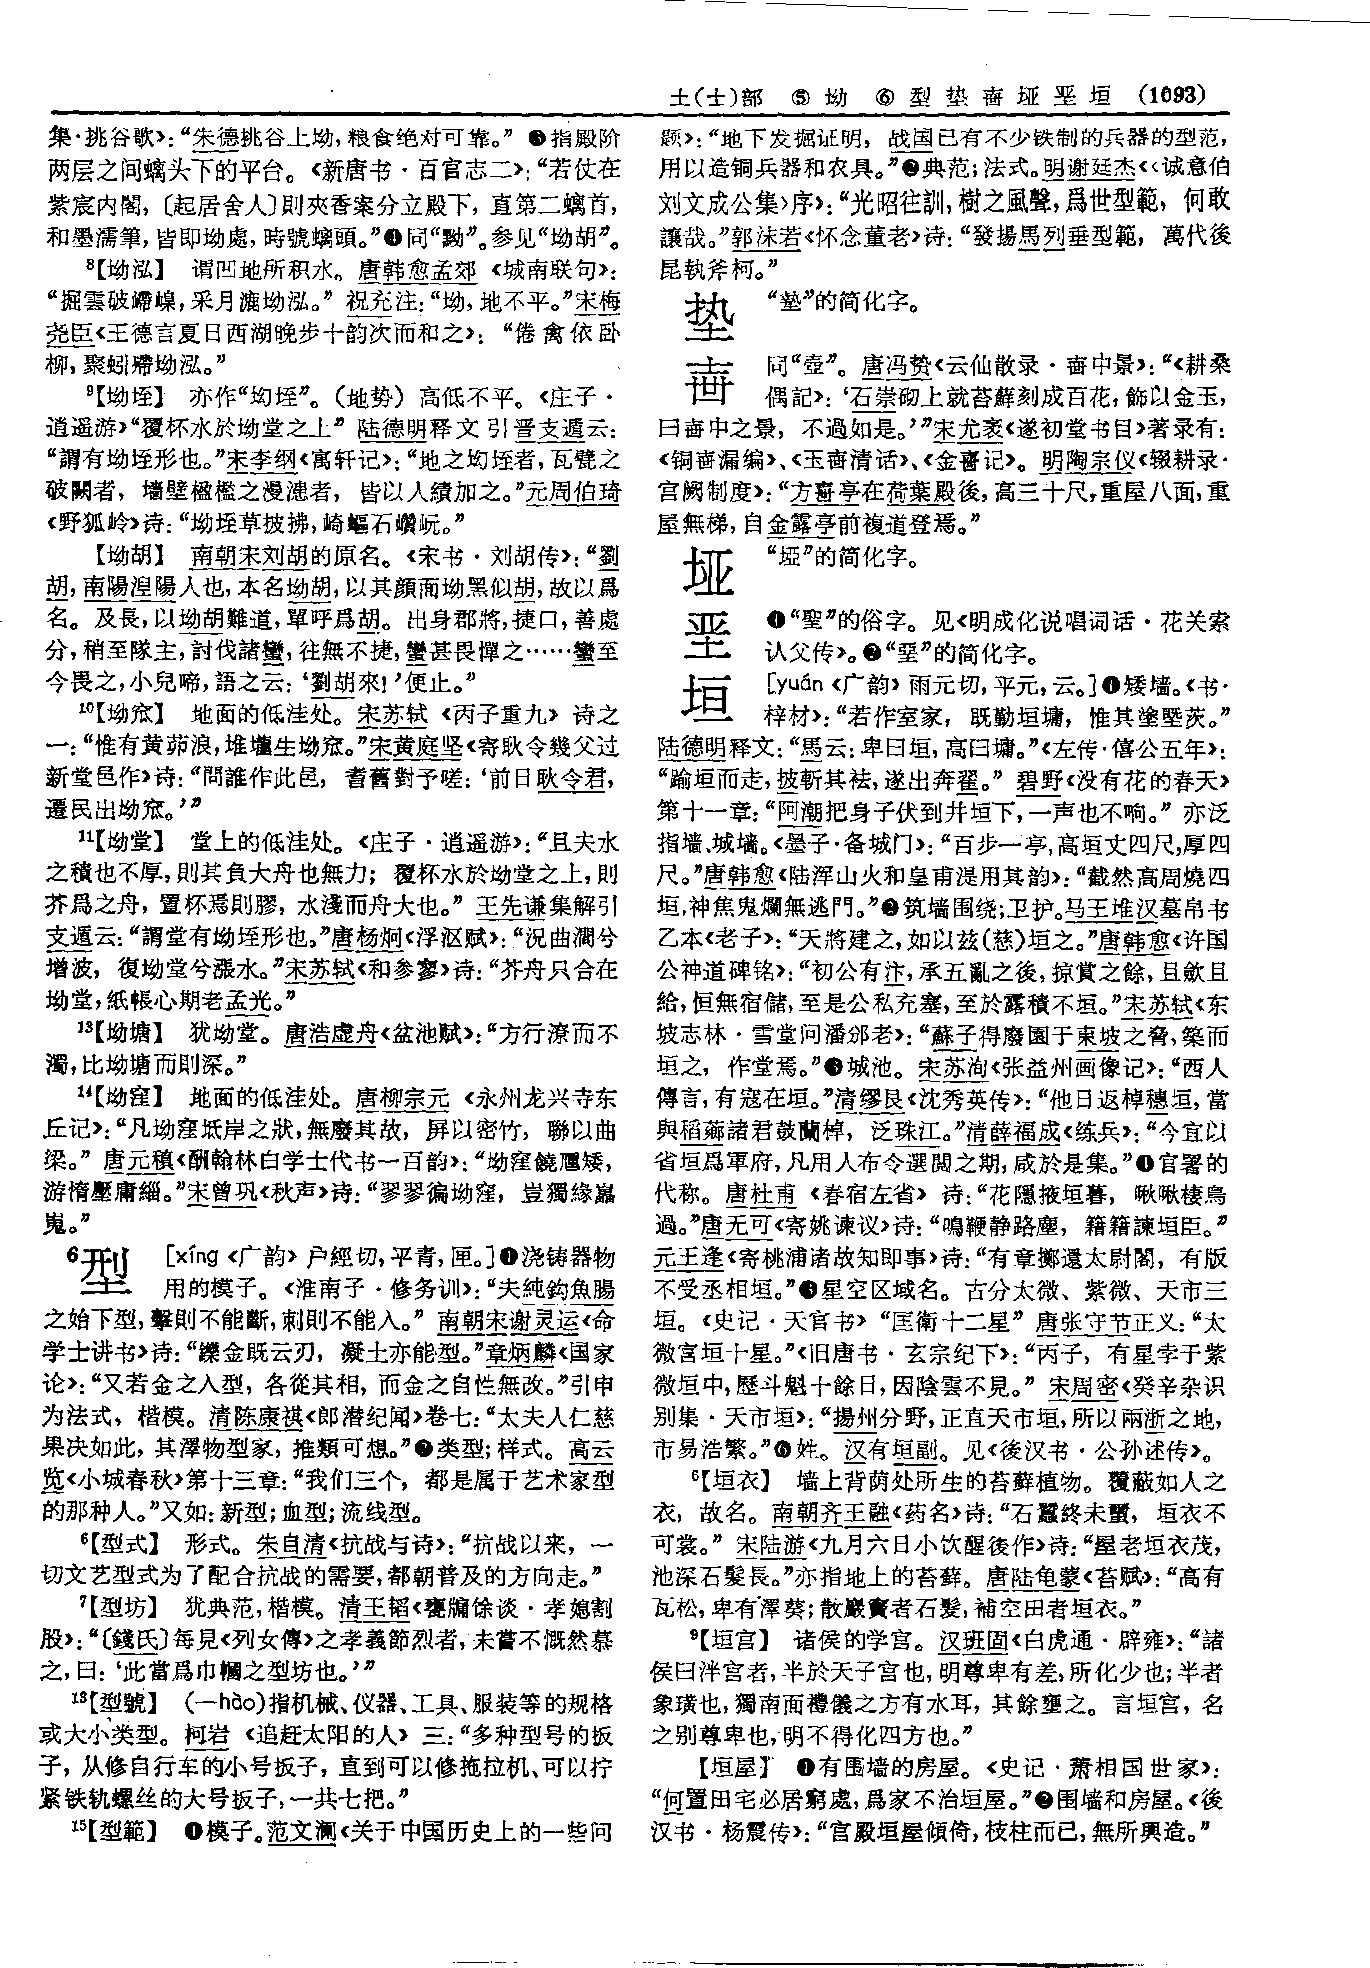 土(士)部 ⑤坳 ⑥型垫壴垭垩垣 (1093)
集·挑谷歌》:“朱德挑谷上坳,粮食绝对可靠。” ❸指殿阶
两层之间螭头下的平台。《新唐书·百官志二》:“若仗在
紫宸内閣,〔起居舍人〕則夾香案分立殿下,直第二螭首,
和墨濡筆,皆即坳處,時號螭頭。”❹同“黝”。参见“坳胡”。
8【坳泓】 谓凹地所积水。唐韩愈孟郊《城南联句》:
“掘雲破嵽嵲,采月漉坳泓。” 祝充注:“坳,地不平。”宋梅
尧臣《王德言夏日西湖晚步十韵次而和之》:“倦禽依卧
柳,聚蚓帶坳泓。”
9【坳垤】 亦作“坳垤”。(地势)高低不平。《庄子·
逍遥游》“覆杯水於坳堂之上” 陆德明释文引晋支遁云:
“謂有坳垤形也。”宋李纲《寓轩记》:“地之坳垤者,瓦甓之
破闕者,墻壁楹檻之漫漶者,皆以人績加之。”元周伯琦
《野狐岭》诗:“坳垤草披拂,崎嶇石巑岏。”
【坳胡】 南朝宋刘胡的原名。《宋书·刘胡传》:“劉
胡,南陽涅陽人也,本名坳胡,以其顔面坳黑似胡,故以爲
名。及長,以坳胡難道,單呼爲胡。出身郡將,捷口,善處
分,稍至隊主,討伐諸蠻,往無不捷,蠻甚畏憚之……蠻至
今畏之,小兒啼,語之云:‘劉胡來!’便止。”
10【坳窊】 地面的低洼处。宋苏轼《丙子重九》诗之
一:“惟有黄茆浪,堆壠生坳窊。”宋黄庭坚《寄耿令幾父过
新堂邑作》诗:“問誰作此邑,耆舊對予嗟:‘前日耿令君,
遷民出坳窊。’”
11【坳堂】 堂上的低洼处。《庄子·逍遥游》:“且夫水
之積也不厚,則其負大舟也無力;覆杯水於坳堂之上,則
芥爲之舟,置杯焉則膠,水淺而舟大也。” 王先谦集解引
支遁云:“謂堂有坳垤形也。”唐杨炯《浮沤赋》:“況曲澗兮
增波,復坳堂兮漲水。”宋苏轼《和参寥》诗:“芥舟只合在
坳堂,紙帳心期老孟光。”
13【坳塘】 犹坳堂。唐浩虚舟《盆池赋》:“方行潦而不
濁,比坳塘而則深。”
14【坳窪】 地面的低洼处。唐柳宗元《永州龙兴寺东
丘记》:“凡坳窪坻岸之狀,無廢其故,屏以密竹,聯以曲
梁。” 唐元稹《酬翰林白学士代书一百韵》:“坳窪饒𦊱矮,
游惰壓庸緇。”宋曾巩《秋声》诗:“翏翏徧坳窪,豈獨緣嵓
嵬。”
6型 [xíng《广韵》户經切,平青,匣。]❶浇铸器物
用的模子。《淮南子·修务训》:“夫純鈎魚腸
之始下型,擊則不能斷,刺則不能入。” 南朝宋谢灵运《命
学士讲书》诗:“鑠金既云刃,凝土亦能型。”章炳麟《国家
论》:“又若金之入型,各從其相,而金之自性無改。”引申
为法式,楷模。清陈康祺《郎潜纪闻》卷七:“太夫人仁慈
果决如此,其澤物型家,推類可想。”❷类型;样式。高云
览《小城春秋》第十三章:“我们三个,都是属于艺术家型
的那种人。”又如:新型;血型;流线型。
6【型式】 形式。朱自清《抗战与诗》:“抗战以来,一
切文艺型式为了配合抗战的需要,都朝普及的方向走。”
7【型坊】 犹典范,楷模。清王韬《甕牖馀谈·孝媳割
股》:“〔錢氏〕每見《列女傳》之孝義節烈者,未嘗不慨然慕
之,曰:‘此當爲巾幗之型坊也。’”
13【型號】 (—hào)指机械、仪器、工具、服装等的规格
或大小类型。柯岩《追赶太阳的人》三:“多种型号的扳
子,从修自行车的小号扳子,直到可以修拖拉机、可以拧
紧铁轨螺丝的大号扳子,一共七把。”
15【型範】 ❶模子。范文澜《关于中国历史上的一些问
题》:“地下发掘证明,战国已有不少铁制的兵器的型范,
用以造铜兵器和农具。”❷典范;法式。明谢廷杰《〈诚意伯
刘文成公集〉序》:“光昭往訓,樹之風聲,爲世型範,何敢
讓哉。”郭沫若《怀念董老》诗:“發揚馬列垂型範,萬代後
昆執斧柯。”
垫 “墊”的简化字。
壴 同“壺”。唐冯贽《云仙散录·壴中景》:“《耕桑
偶記》:‘石崇砌上就苔蘚刻成百花,飾以金玉,
曰壴中之景,不過如是。’”宋尤袤《遂初堂书目》著录有:
《铜壴漏编》、《玉壴清话》、《金壴记》。明陶宗仪《辍耕录·
宫阙制度》:“方壴亭在荷葉殿後,高三十尺,重屋八面,重
屋無梯,自金露亭前複道登焉。”
垭 “埡”的简化字。
垩 ❶“聖”的俗字。见《明成化说唱词话·花关索
认父传》。❷“堊”的简化字。
垣 [yuán《广韵》雨元切,平元,云。]❶矮墙。《书·
梓材》:“若作室家,既勤垣墉,惟其塗塈茨。”
陆德明释文:“馬云:卑曰垣,高曰墉。”《左传·僖公五年》:
“踰垣而走,披斬其袪,遂出奔翟。” 碧野《没有花的春天》
第十一章:“阿潮把身子伏到井垣下,一声也不响。” 亦泛
指墙、城墙。《墨子·备城门》:“百步一亭,高垣丈四尺,厚四
尺。”唐韩愈《陆浑山火和皇甫湜用其韵》:“截然高周燒四
垣,神焦鬼爛無逃門。”❷筑墙围绕;卫护。马王堆汉墓帛书
乙本《老子》:“天將建之,如以兹(慈)垣之。”唐韩愈《许国
公神道碑铭》:“初公有汴,承五亂之後,掠賞之餘,且斂且
給,恒無宿儲,至是公私充塞,至於露積不垣。”宋苏轼《东
坡志林·雪堂问潘邠老》:“蘇子得廢園于東坡之脅,築而
垣之,作堂焉。”❸城池。宋苏洵《张益州画像记》:“西人
傳言,有寇在垣。”清缪艮《沈秀英传》:“他日返棹穗垣,當
與稻薌諸君鼓蘭棹,泛珠江。”清薛福成《练兵》:“今宜以
省垣爲軍府,凡用人布令選閲之期,咸於是集。”❹官署的
代称。唐杜甫《春宿左省》诗:“花隱掖垣暮,啾啾棲鳥
過。”唐无可《寄姚谏议》诗:“鳴鞭静路塵,籍籍諫垣臣。”
元王逢《寄桃浦诸故知即事》诗:“有章擲還太尉閣,有版
不受丞相垣。”❺星空区域名。古分太微、紫微、天市三
垣。《史记·天官书》“匡衛十二星” 唐张守节正义:“太
微宫垣十星。”《旧唐书·玄宗纪下》:“丙子,有星孛于紫
微垣中,歷斗魁十餘日,因陰雲不見。” 宋周密《癸辛杂识
别集·天市垣》:“揚州分野,正直天市垣,所以兩浙之地,
市易浩繁。”❻姓。汉有垣副。见《後汉书·公孙述传》。
6【垣衣】 墙上背荫处所生的苔藓植物。覆蔽如人之
衣,故名。南朝齐王融《药名》诗:“石蠶終未繭,垣衣不
可裳。” 宋陆游《九月六日小饮醒後作》诗:“屋老垣衣茂,
池深石髮長。”亦指地上的苔藓。唐陆龟蒙《苔赋》:“高有
瓦松,卑有澤葵;散巖竇者石髮,補空田者垣衣。”
9【垣宫】 诸侯的学宫。汉班固《白虎通·辟雍》:“諸
侯曰泮宫者,半於天子宫也,明尊卑有差,所化少也;半者
象璜也,獨南面禮儀之方有水耳,其餘壅之。言垣宫,名
之别尊卑也,明不得化四方也。”
【垣屋】 ❶有围墙的房屋。《史记·萧相国世家》:
“何置田宅必居窮處,爲家不治垣屋。”❷围墙和房屋。《後
汉书·杨震传》:“宫殿垣屋傾倚,枝柱而已,無所興造。”